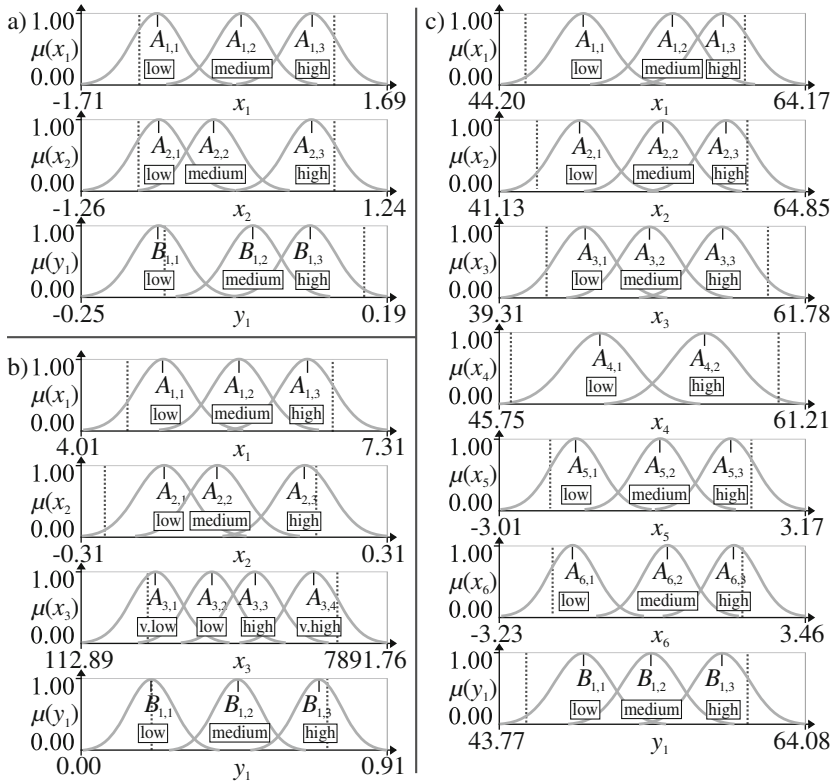 a)
1.00
μ(x₁)
0.00
A₁,₁ A₁,₂ A₁,₃
low medium high
-1.71 x₁ 1.69
1.00
μ(x₂)
0.00
A₂,₁ A₂,₂ A₂,₃
low medium high
-1.26 x₂ 1.24
1.00
μ(y₁)
0.00
B₁,₁ B₁,₂ B₁,₃
low medium high
-0.25 y₁ 0.19
b)
1.00
μ(x₁)
0.00
A₁,₁ A₁,₂ A₁,₃
low medium high
4.01 x₁ 7.31
1.00
μ(x₂
0.00
A₂,₁ A₂,₂ A₂,₃
low medium high
-0.31 x₂ 0.31
1.00
μ(x₃)
0.00
A₃,₁ A₃,₂ A₃,₃ A₃,₄
v.low low high v.high
112.89 x₃ 7891.76
1.00
μ(y₁)
0.00
B₁,₁ B₁,₂ B₁,₃
low medium high
0.00 y₁ 0.91
c)
1.00
μ(x₁)
0.00
A₁,₁ A₁,₂ A₁,₃
low medium high
44.20 x₁ 64.17
1.00
μ(x₂)
0.00
A₂,₁ A₂,₂ A₂,₃
low medium high
41.13 x₂ 64.85
1.00
μ(x₃)
0.00
A₃,₁ A₃,₂ A₃,₃
low medium high
39.31 x₃ 61.78
1.00
μ(x₄)
0.00
A₄,₁ A₄,₂
low high
45.75 x₄ 61.21
1.00
μ(x₅)
0.00
A₅,₁ A₅,₂ A₅,₃
low medium high
-3.01 x₅ 3.17
1.00
μ(x₆)
0.00
A₆,₁ A₆,₂ A₆,₃
low medium high
-3.23 x₆ 3.46
1.00
μ(y₁)
0.00
B₁,₁ B₁,₂ B₁,₃
low medium high
43.77 y₁ 64.08